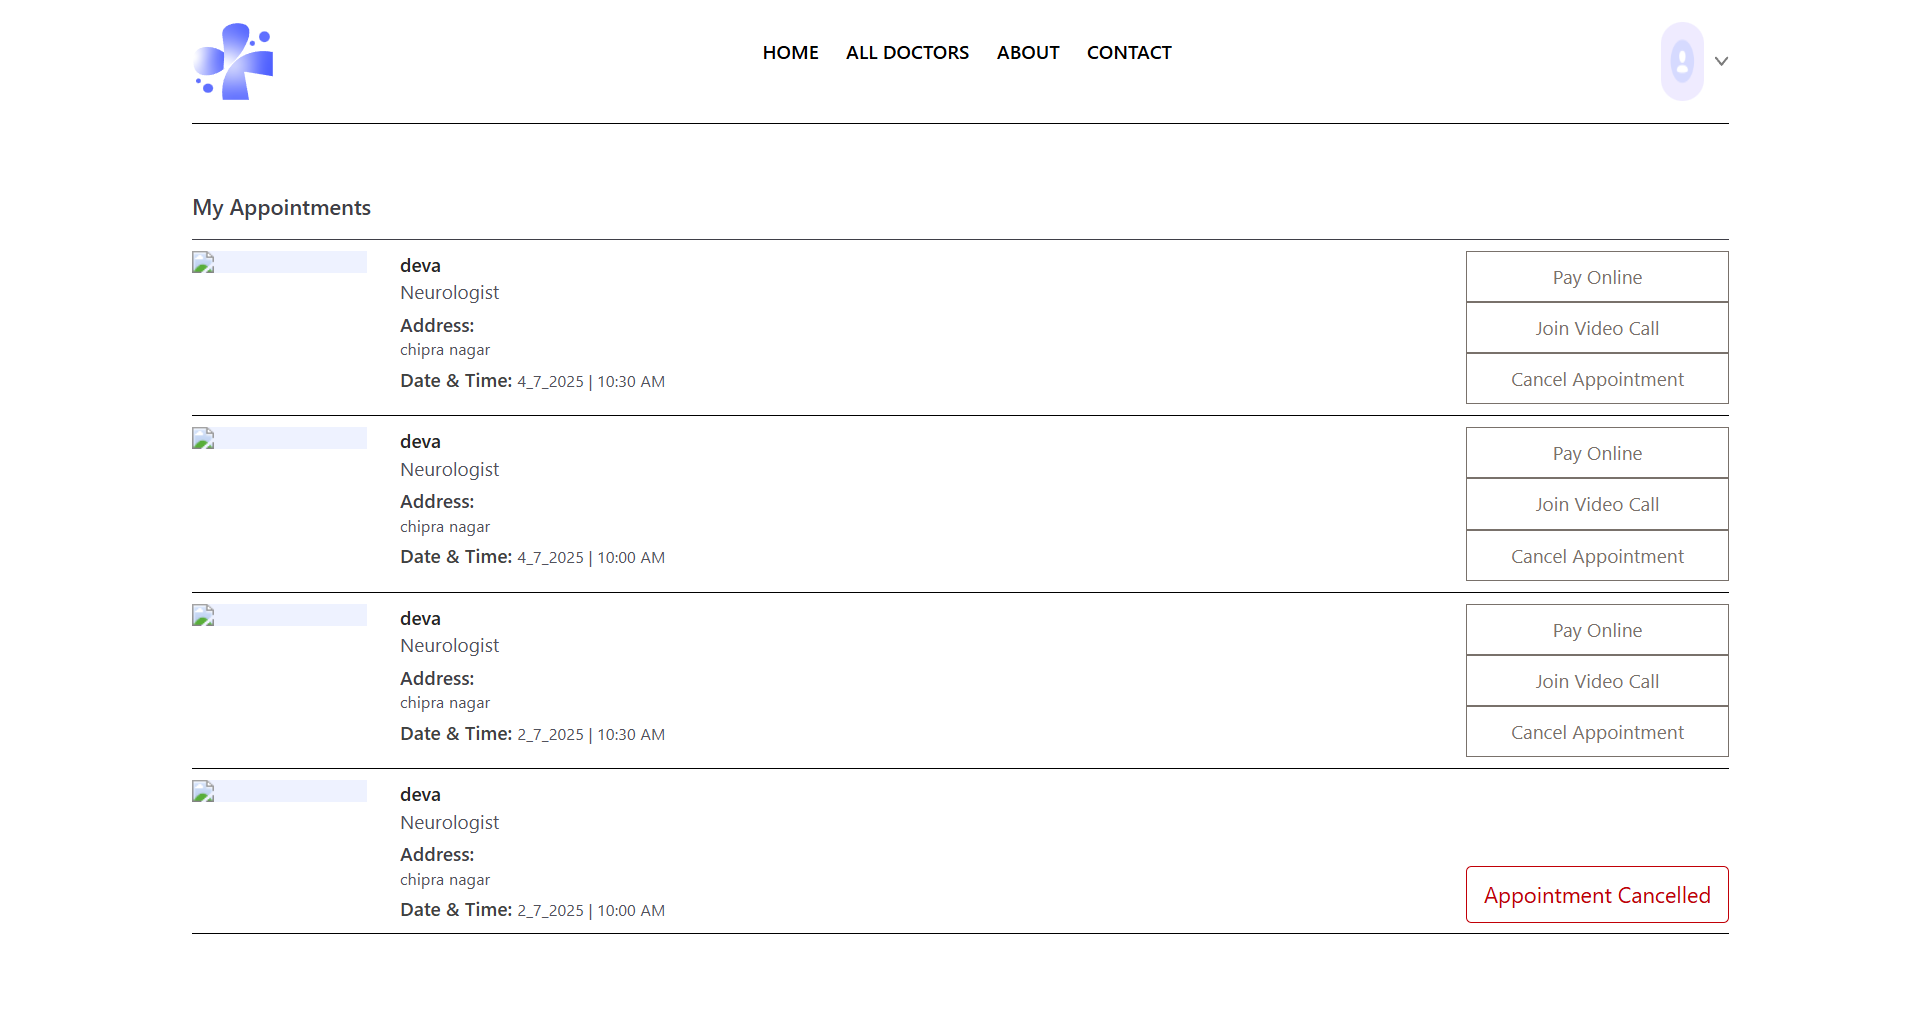 HOME ALL DOCTORS ABOUT CONTACT
My Appointments
deva
Neurologist
Address:
chipra nagar
Date & Time: 4_7_2025 | 10:30 AM
Pay Online
Join Video Call
Cancel Appointment
deva
Neurologist
Address:
chipra nagar
Date & Time: 4_7_2025 | 10:00 AM
Pay Online
Join Video Call
Cancel Appointment
deva
Neurologist
Address:
chipra nagar
Date & Time: 2_7_2025 | 10:30 AM
Pay Online
Join Video Call
Cancel Appointment
deva
Neurologist
Address:
chipra nagar
Date & Time: 2_7_2025 | 10:00 AM
Appointment Cancelled